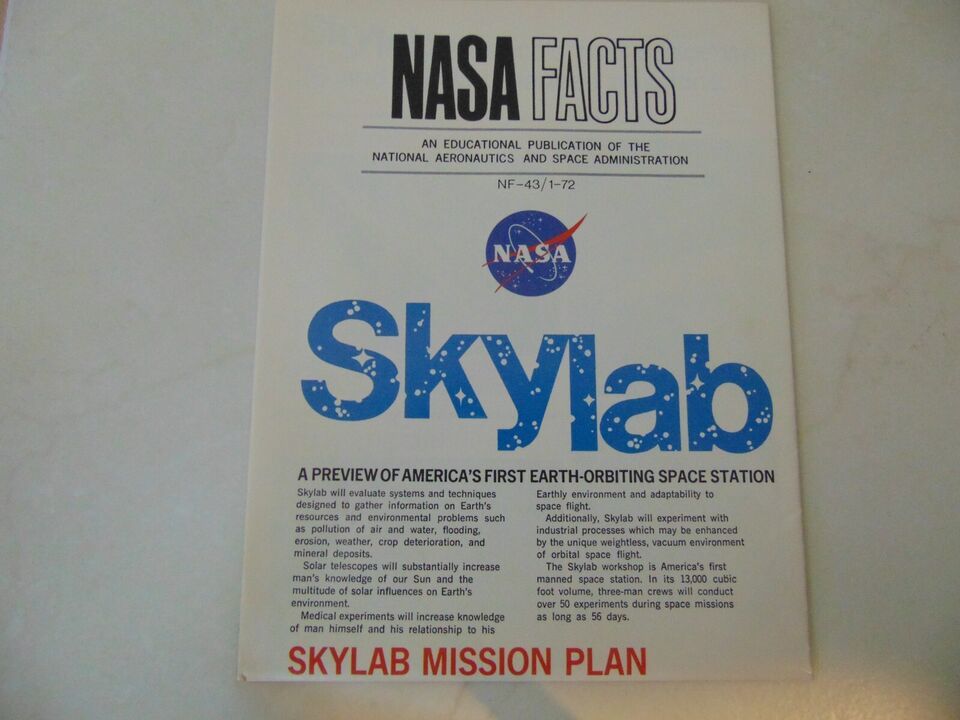 NASA FACTS
AN EDUCATIONAL PUBLICATION OF THE
NATIONAL AERONAUTICS AND SPACE ADMINISTRATION
NF-43/1-72
NASA
Skylab
A PREVIEW OF AMERICA'S FIRST EARTH-ORBITING SPACE STATION
Skylab will evaluate systems and techniques
designed to gather information on Earth's
resources and environmental problems such
as pollution of air and water, flooding,
erosion, weather, crop deterioration, and
mineral deposits.
Solar telescopes will substantially increase
man's knowledge of our Sun and the
multitude of solar influences on Earth's
environment.
Medical experiments will increase knowledge
of man himself and his relationship to his
Earthly environment and adaptability to
space flight.
Additionally, Skylab will experiment with
industrial processes which may be enhanced
by the unique weightless, vacuum environment
of orbital space flight.
The Skylab workshop is America's first
manned space station. In its 13,000 cubic
foot volume, three-man crews will conduct
over 50 experiments during space missions
as long as 56 days.
SKYLAB MISSION PLAN